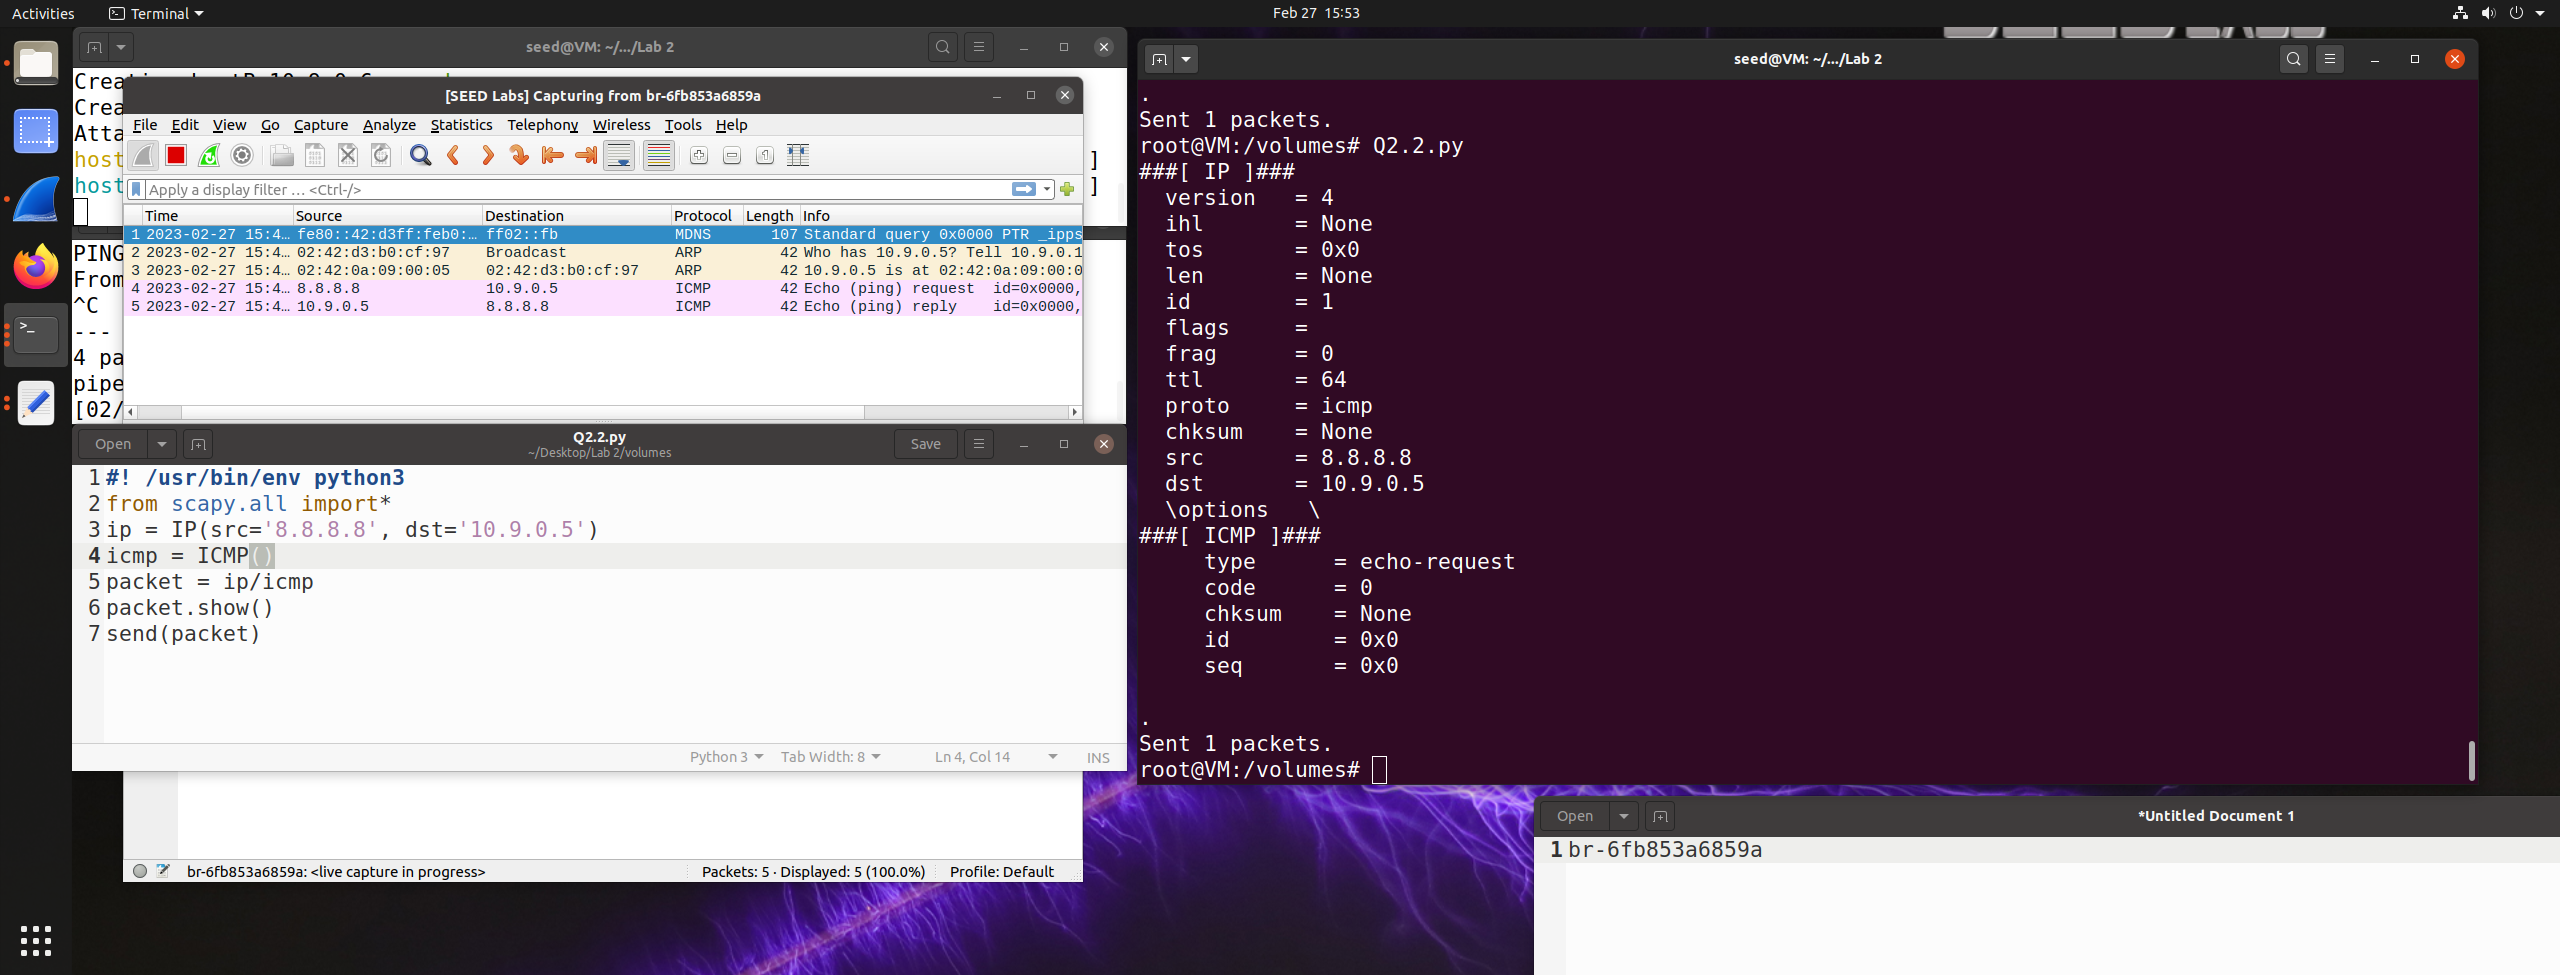 Activities
Terminal
Feb 27 15:53
seed@VM: ~/.../Lab 2
Crea
Crea
Atta
host ]
host ]
PING
From
^C
---
4 pa
pipe
[02/
[SEED Labs] Capturing from br-6fb853a6859a
File Edit View Go Capture Analyze Statistics Telephony Wireless Tools Help
Apply a display filter … <Ctrl-/>
Time Source Destination Protocol Length Info
1 2023-02-27 15:4… fe80::42:d3ff:feb0:… ff02::fb MDNS 107 Standard query 0x0000 PTR _ipps
2 2023-02-27 15:4… 02:42:d3:b0:cf:97 Broadcast ARP 42 Who has 10.9.0.5? Tell 10.9.0.1
3 2023-02-27 15:4… 02:42:0a:09:00:05 02:42:d3:b0:cf:97 ARP 42 10.9.0.5 is at 02:42:0a:09:00:0
4 2023-02-27 15:4… 8.8.8.8 10.9.0.5 ICMP 42 Echo (ping) request id=0x0000,
5 2023-02-27 15:4… 10.9.0.5 8.8.8.8 ICMP 42 Echo (ping) reply id=0x0000,
Open
Q2.2.py
~/Desktop/Lab 2/volumes
Save
1 #! /usr/bin/env python3
2 from scapy.all import*
3 ip = IP(src='8.8.8.8', dst='10.9.0.5')
4 icmp = ICMP()
5 packet = ip/icmp
6 packet.show()
7 send(packet)
Python 3 Tab Width: 8 Ln 4, Col 14 INS
br-6fb853a6859a: <live capture in progress> Packets: 5 · Displayed: 5 (100.0%) Profile: Default
seed@VM: ~/.../Lab 2
.
Sent 1 packets.
root@VM:/volumes# Q2.2.py
###[ IP ]###
version = 4
ihl = None
tos = 0x0
len = None
id = 1
flags =
frag = 0
ttl = 64
proto = icmp
chksum = None
src = 8.8.8.8
dst = 10.9.0.5
\options \
###[ ICMP ]###
type = echo-request
code = 0
chksum = None
id = 0x0
seq = 0x0
.
Sent 1 packets.
root@VM:/volumes#
Open
*Untitled Document 1
1 br-6fb853a6859a